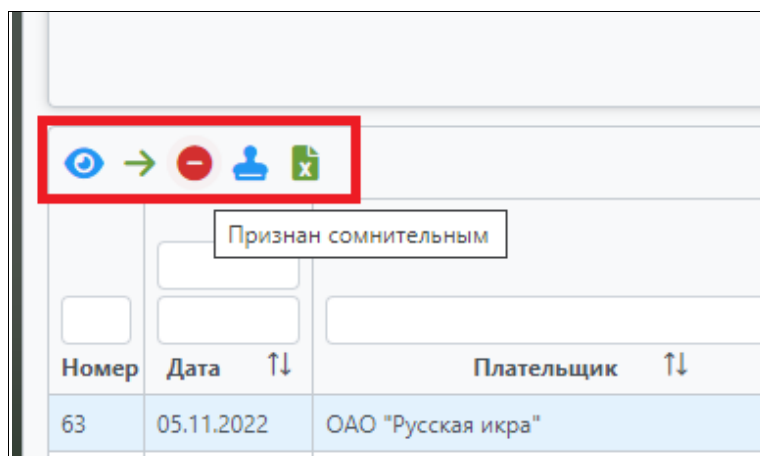 Признан сомнительным
Номер Дата Плательщик
63 05.11.2022 ОАО "Русская икра"